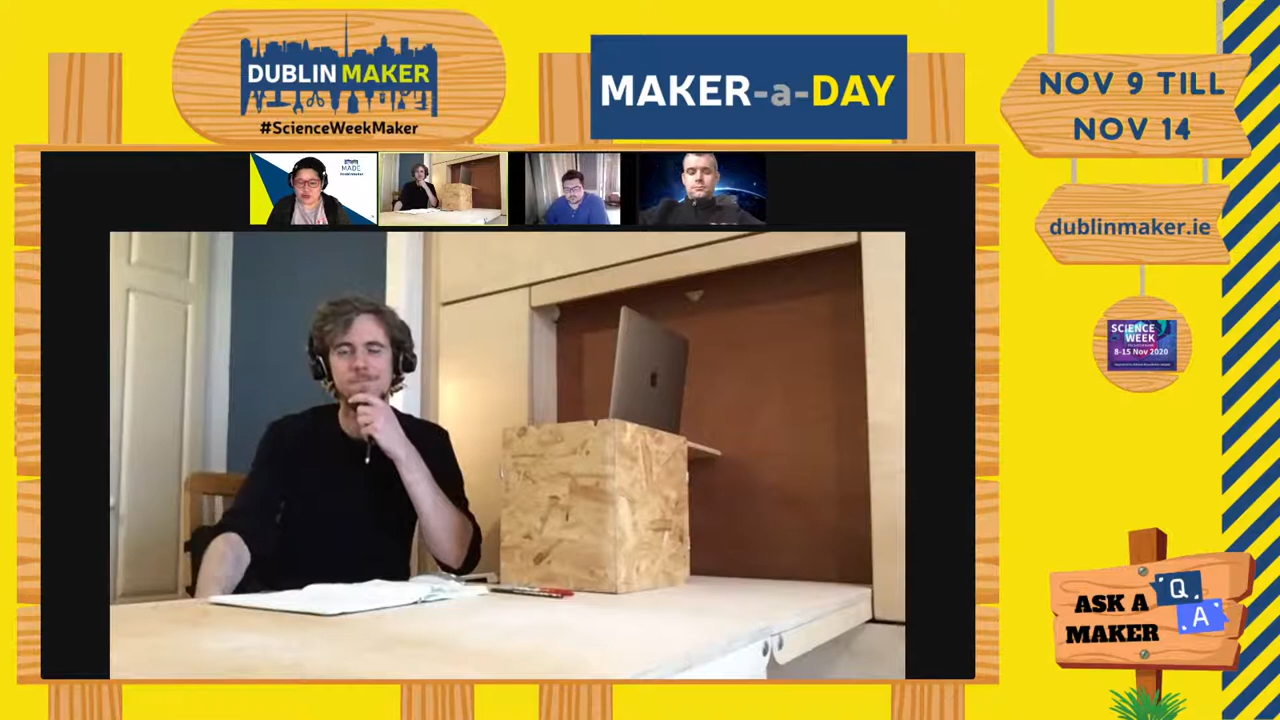 DUBLIN MAKER
#ScienceWeekMaker
MAKER-a-DAY
NOV 9 TILL
NOV 14
dublinmaker.ie
SCIENCE
WEEK
8-15 Nov 2020
MADE
ASK A
MAKER
Q
A